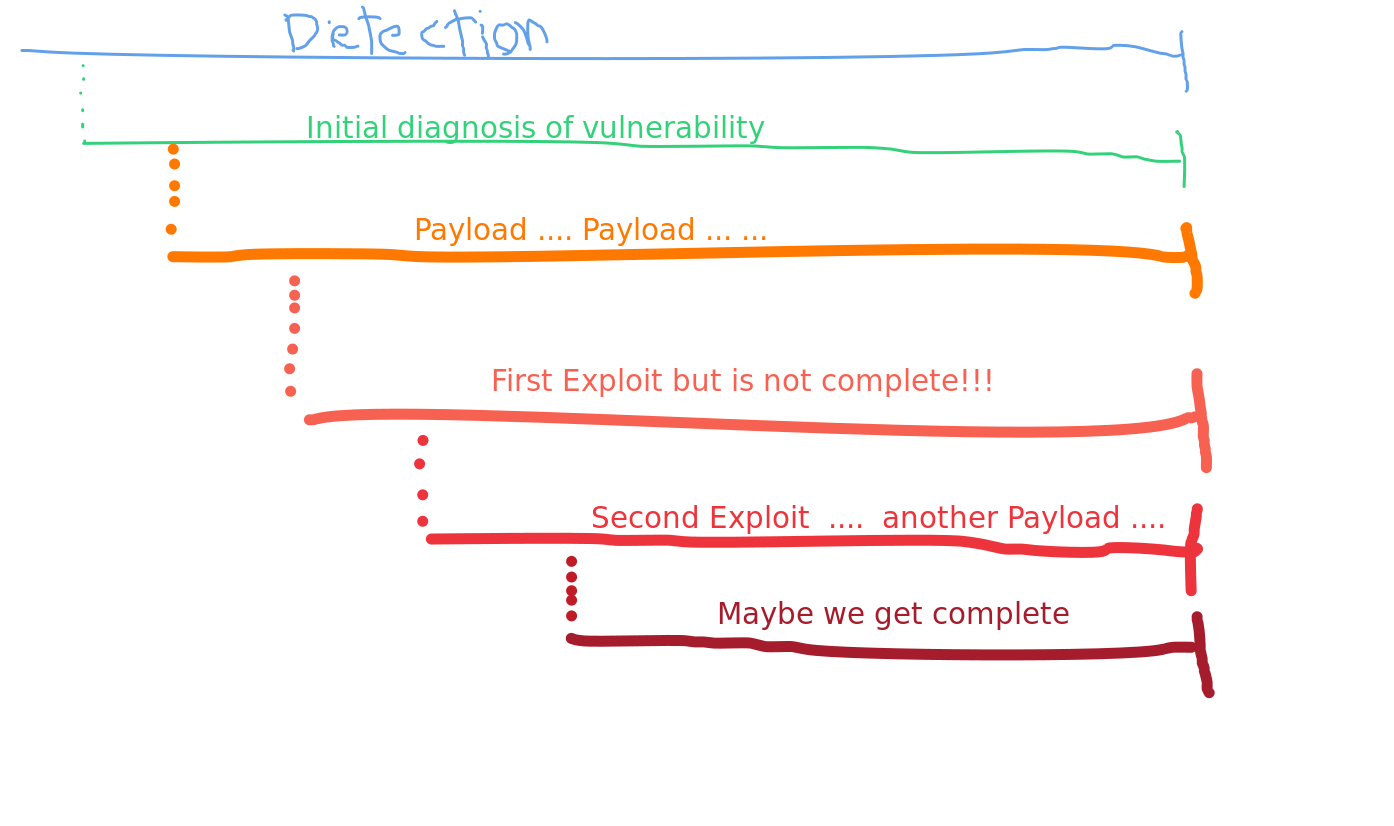 Detection
Initial diagnosis of vulnerability
Payload .... Payload ... ...
First Exploit but is not complete!!!
Second Exploit  ....  another Payload ....
Maybe we get complete